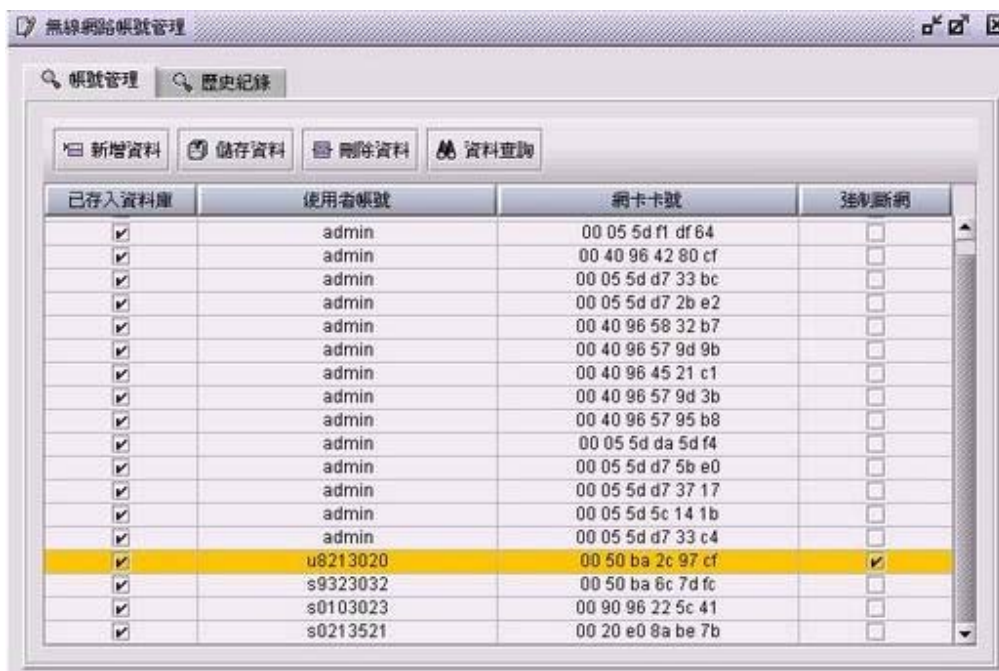 無線網路帳號管理
帳號管理 歷史紀錄
新增資料 儲存資料 刪除資料 資料查詢
已存入資料庫 使用者帳號 網卡卡號 強制斷網
admin 00 05 5d f1 df 64
admin 00 40 96 42 80 cf
admin 00 05 5d d7 33 bc
admin 00 05 5d d7 2b e2
admin 00 40 96 58 32 b7
admin 00 40 96 57 9d 9b
admin 00 40 96 45 21 c1
admin 00 40 96 57 9d 3b
admin 00 40 96 57 95 b8
admin 00 05 5d da 5d f4
admin 00 05 5d d7 5b e0
admin 00 05 5d d7 37 17
admin 00 05 5d 5c 14 1b
admin 00 05 5d d7 33 c4
u8213020 00 50 ba 2c 97 cf
s9323032 00 50 ba 6c 7d fc
s0103023 00 90 96 22 5c 41
s0213521 00 20 e0 8a be 7b